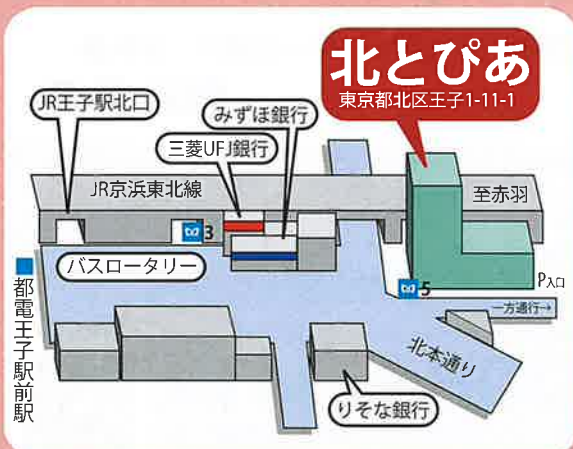 北とぴあ
東京都北区王子1-11-1
JR王子駅北口
みずほ銀行
三菱UFJ銀行
JR京浜東北線
至赤羽
3
バスロータリー
都電王子駅前駅
5
P入口
一方通行→
北本通り
りそな銀行